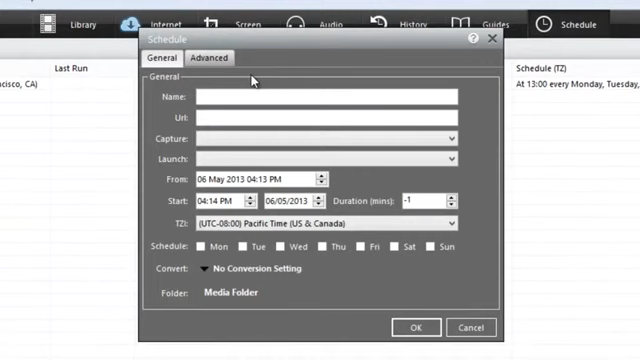 Library Internet Screen Audio History Guides Schedule
Schedule
General Advanced
Last Run Schedule (TZ)
General
cisco, CA) At 13:00 every Monday, Tuesday,
Name:
Url:
Capture:
Launch:
From: 06 May 2013 04:13 PM
Start: 04:14 PM 06/05/2013 Duration (mins): -1
TZI: (UTC-08:00) Pacific Time (US & Canada)
Schedule: Mon Tue Wed Thu Fri Sat Sun
Convert: No Conversion Setting
Folder: Media Folder
OK Cancel